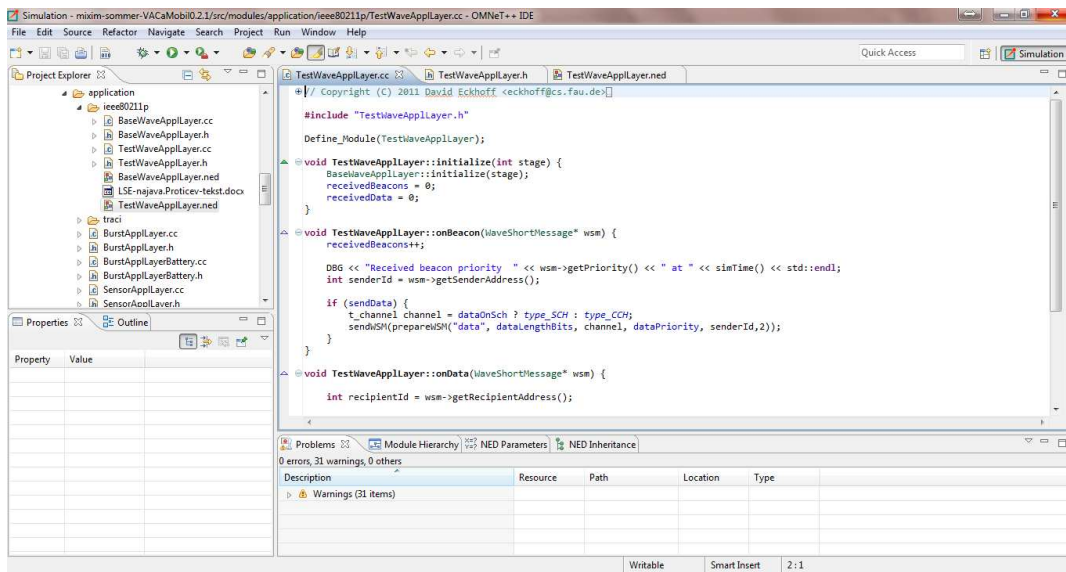 Simulation - mixim-sommer-VACaMobil0.2.1/src/modules/application/ieee80211p/TestWaveApplLayer.cc - OMNeT++ IDE
File Edit Source Refactor Navigate Search Project Run Window Help
Quick Access
Simulation
Project Explorer
application
ieee80211p
BaseWaveApplLayer.cc
BaseWaveApplLayer.h
TestWaveApplLayer.cc
TestWaveApplLayer.h
BaseWaveApplLayer.ned
LSE-najava.Proticev-tekst.docx
TestWaveApplLayer.ned
traci
BurstApplLayer.cc
BurstApplLayer.h
BurstApplLayerBattery.cc
BurstApplLayerBattery.h
SensorApplLayer.cc
SensorApplLayer.h
Properties Outline
Property Value
TestWaveApplLayer.cc TestWaveApplLayer.h TestWaveApplLayer.ned
// Copyright (C) 2011 David Eckhoff <eckhoff@cs.fau.de>
#include "TestWaveApplLayer.h"
Define_Module(TestWaveApplLayer);
void TestWaveApplLayer::initialize(int stage) {
BaseWaveApplLayer::initialize(stage);
receivedBeacons = 0;
receivedData = 0;
}
void TestWaveApplLayer::onBeacon(WaveShortMessage* wsm) {
receivedBeacons++;
DBG << "Received beacon priority  " << wsm->getPriority() << " at " << simTime() << std::endl;
int senderId = wsm->getSenderAddress();
if (sendData) {
t_channel channel = dataOnSch ? type_SCH : type_CCH;
sendWSM(prepareWSM("data", dataLengthBits, channel, dataPriority, senderId,2));
}
}
void TestWaveApplLayer::onData(WaveShortMessage* wsm) {
int recipientId = wsm->getRecipientAddress();
Problems Module Hierarchy NED Parameters NED Inheritance
0 errors, 31 warnings, 0 others
Description Resource Path Location Type
Warnings (31 items)
Writable Smart Insert 2:1